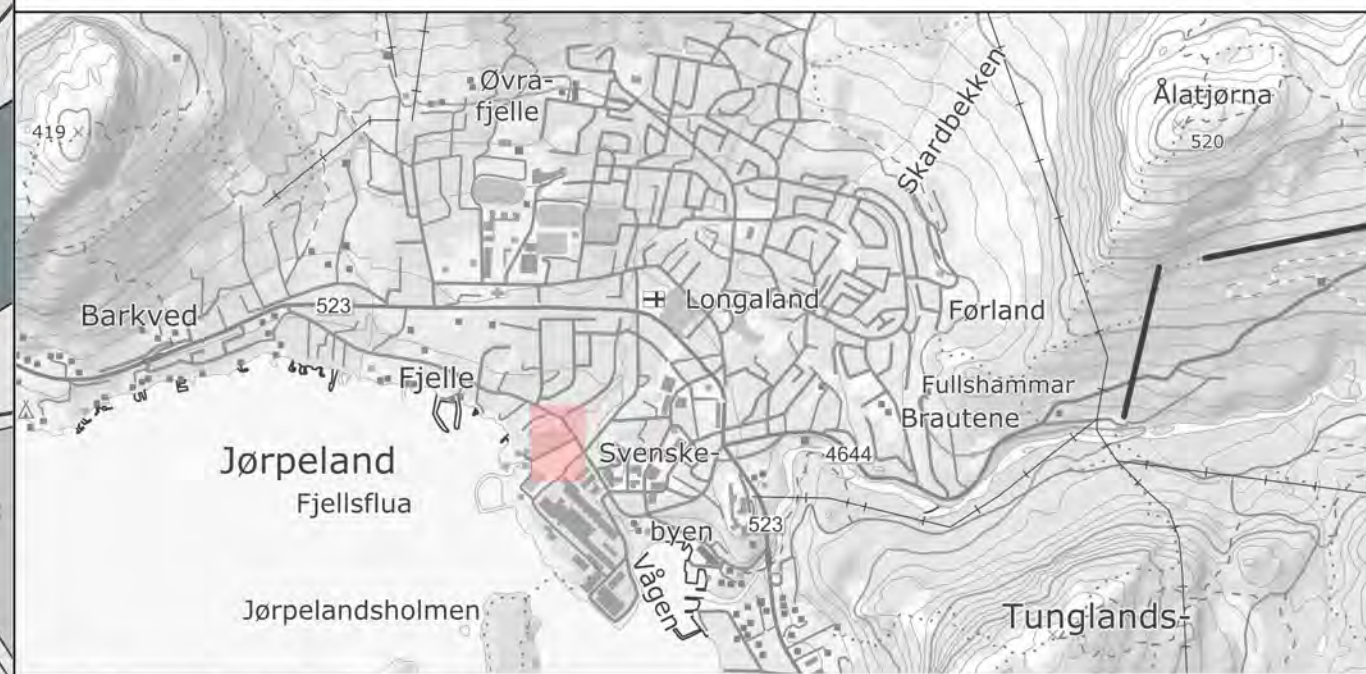 Øvra-
fjelle
Skardbekken
Ålatjørna
520
419
Barkved
523
Longaland
Førland
Fjelle
Fullshammar
Brautene
Jørpeland
Svenske-
4644
Fjellsflua
byen
523
Vågen
Jørpelandsholmen
Tunglands-